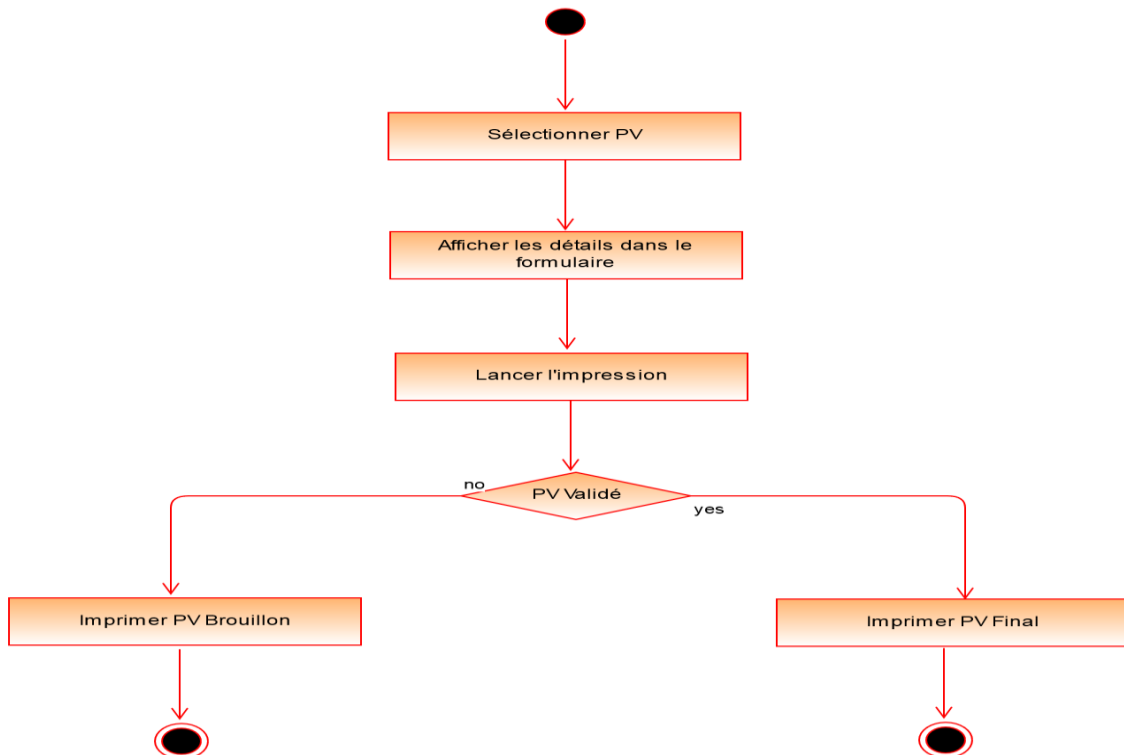 Sélectionner PV
Afficher les détails dans le
formulaire
Lancer l'impression
no
PV Validé
yes
Imprimer PV Brouillon
Imprimer PV Final